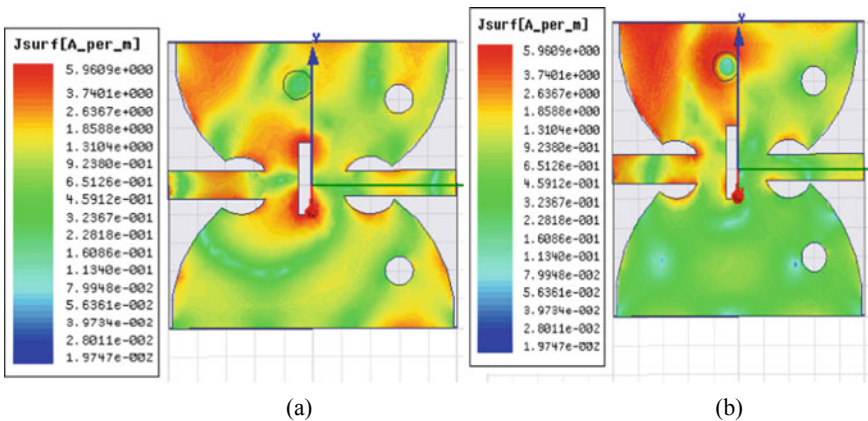 Jsurf[A_per_m]
5.9609e+000
3.7401e+000
2.6367e+000
1.8588e+000
1.3104e+000
9.2380e-001
6.5126e-001
4.5912e-001
3.2367e-001
2.2818e-001
1.6086e-001
1.1340e-001
7.9948e-002
5.6361e-002
3.9734e-002
2.8011e-002
1.9747e-002
Y
(a)
Jsurf[A_per_m]
5.9609e+000
3.7401e+000
2.6367e+000
1.8588e+000
1.3104e+000
9.2380e-001
6.5126e-001
4.5912e-001
3.2367e-001
2.2818e-001
1.6086e-001
1.1340e-001
7.9948e-002
5.6361e-002
3.9734e-002
2.8011e-002
1.9747e-002
Y
(b)